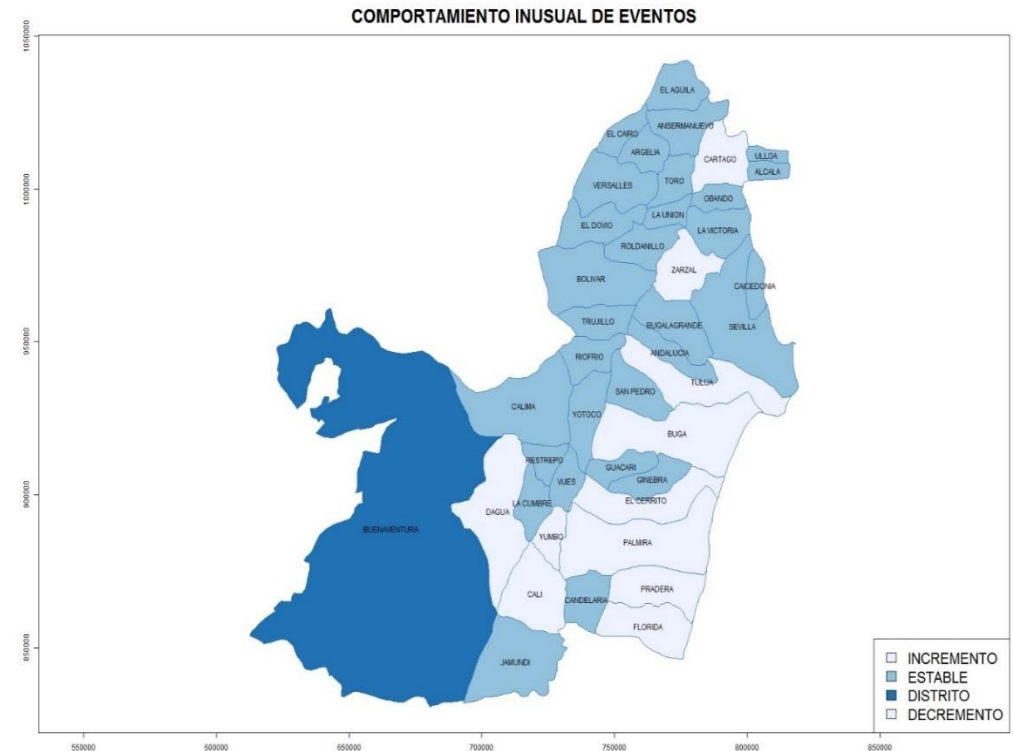 COMPORTAMIENTO INUSUAL DE EVENTOS
1050000
1000000
950000
900000
850000
EL AGUILA
ANSERMANUEVO
EL CAIRO
ARGELIA
CARTAGO
ULLOA
ALCALA
VERSALLES
TORO
OBANDO
LA UNION
EL DOVIO
LA VICTORIA
ROLDANILLO
ZARZAL
BOLIVAR
CAICEDONIA
TRUJILLO
BUGALAGRANDE
SEVILLA
RIOFRIO
ANDALUCIA
TULUA
SAN PEDRO
CALIMA
YOTOCO
BUGA
RESTREPO
GUACARI
VIJES
GINEBRA
LA CUMBRE
EL CERRITO
DAGUA
BUENAVENTURA
YUMBO
PALMIRA
CALI
PRADERA
CANDELARIA
FLORIDA
JAMUNDI
INCREMENTO
ESTABLE
DISTRITO
DECREMENTO
550000 600000 650000 700000 750000 800000 850000